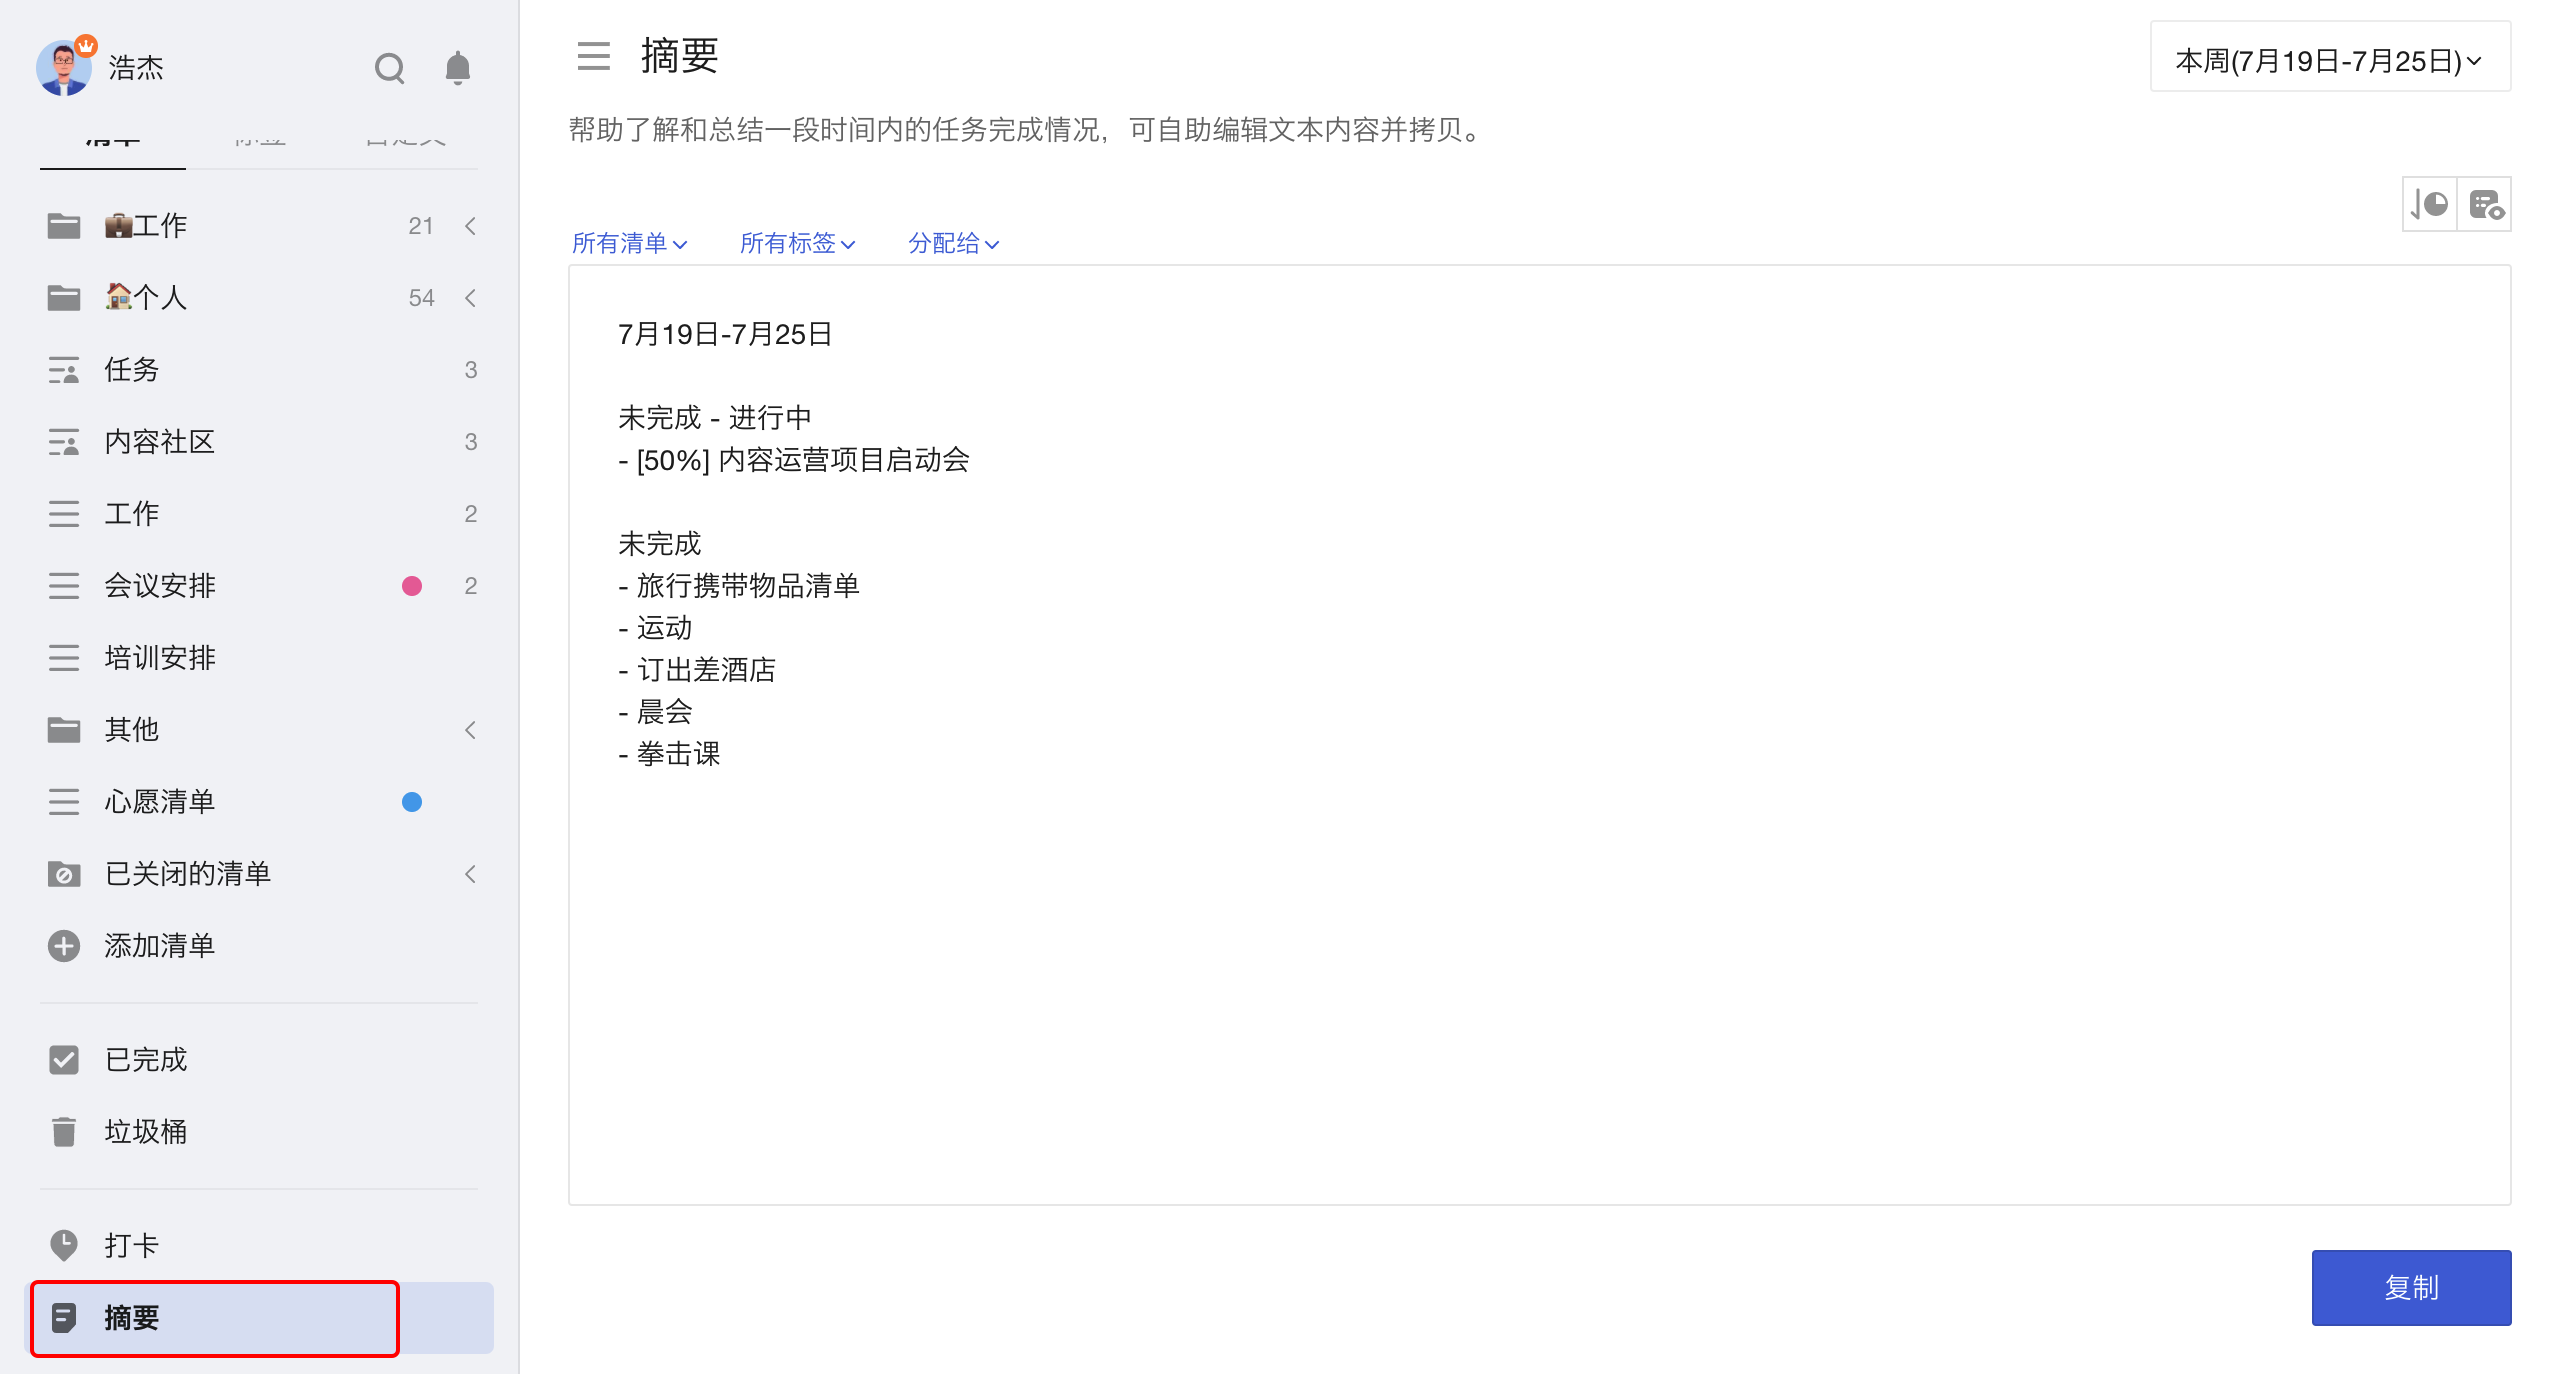 浩杰
清单 标签 自定义
工作 21
个人 54
任务 3
内容社区 3
工作 2
会议安排 2
培训安排
其他
心愿清单
已关闭的清单
添加清单
已完成
垃圾桶
打卡
摘要
摘要
本周(7月19日-7月25日)
帮助了解和总结一段时间内的任务完成情况，可自助编辑文本内容并拷贝。
所有清单 所有标签 分配给
7月19日-7月25日
未完成 - 进行中
- [50%] 内容运营项目启动会
未完成
- 旅行携带物品清单
- 运动
- 订出差酒店
- 晨会
- 拳击课
复制